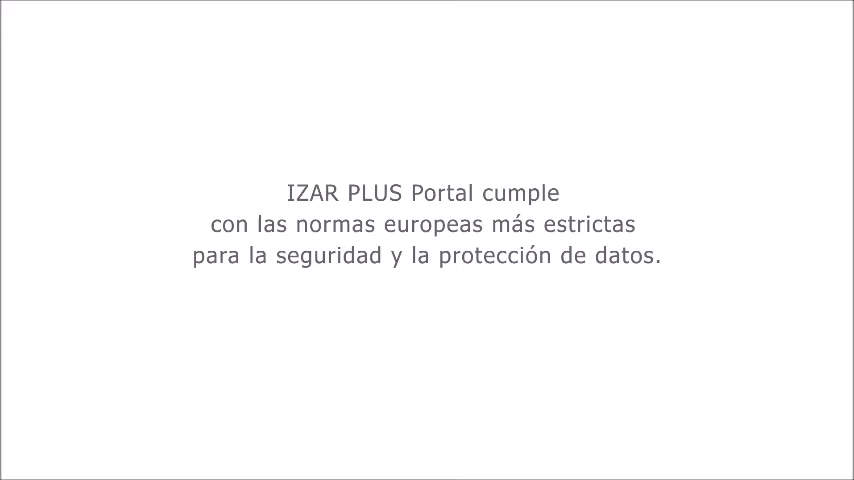 IZAR PLUS Portal cumple
con las normas europeas más estrictas
para la seguridad y la protección de datos.